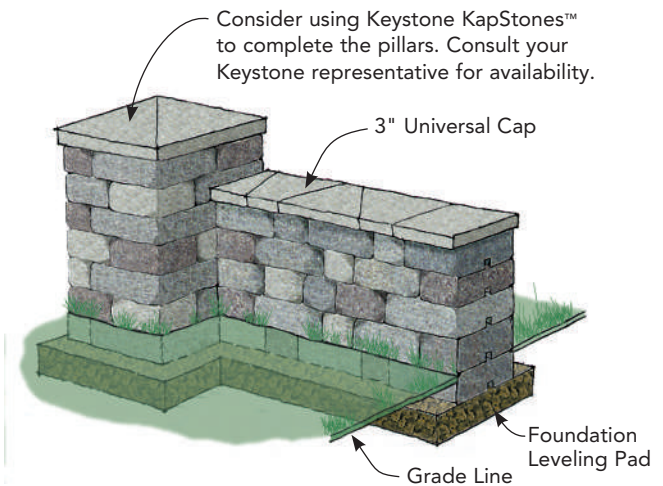 Consider using Keystone KapStones™
to complete the pillars. Consult your
Keystone representative for availability.
3" Universal Cap
Foundation
Leveling Pad
Grade Line